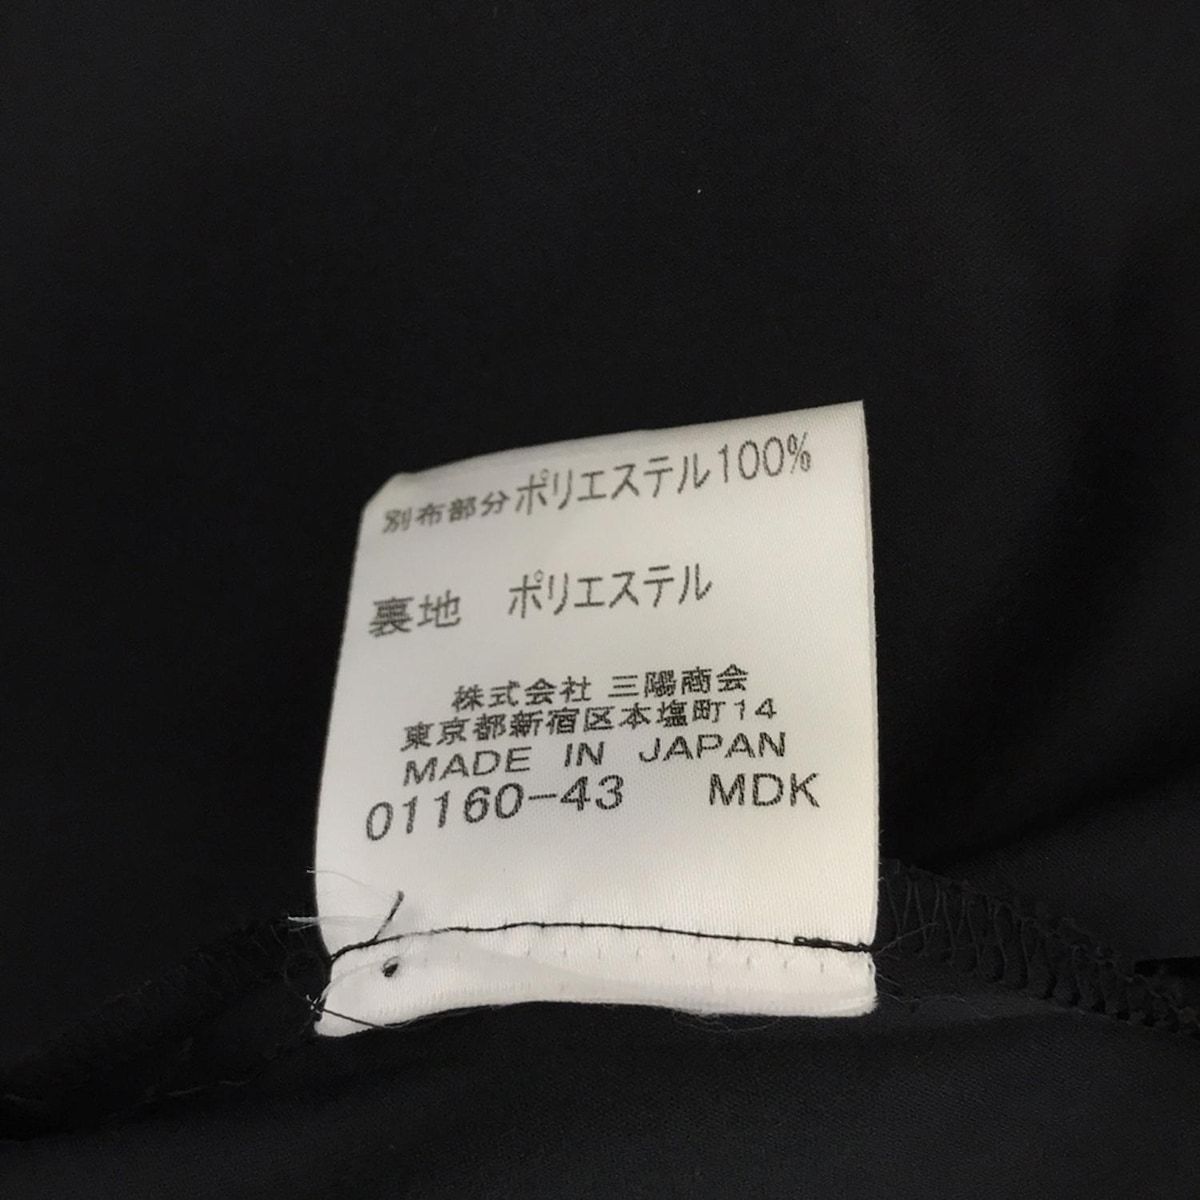 別布部分ポリエステル100%
裏地 ポリエステル
株式会社 三陽商会
東京都新宿区本塩町14
MADE IN JAPAN
01160-43 MDK